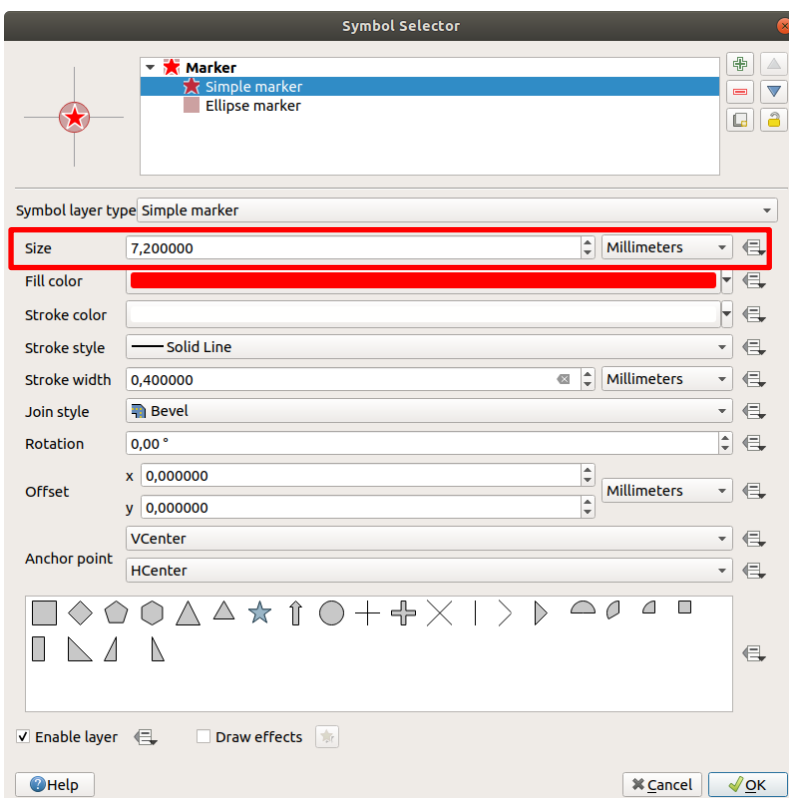 Symbol Selector
Marker
Simple marker
Ellipse marker
Symbol layer type Simple marker
Size 7,200000 Millimeters
Fill color
Stroke color
Stroke style Solid Line
Stroke width 0,400000 Millimeters
Join style Bevel
Rotation 0,00 °
x 0,000000
Offset Millimeters
y 0,000000
VCenter
Anchor point
HCenter
Enable layer Draw effects
Help Cancel OK